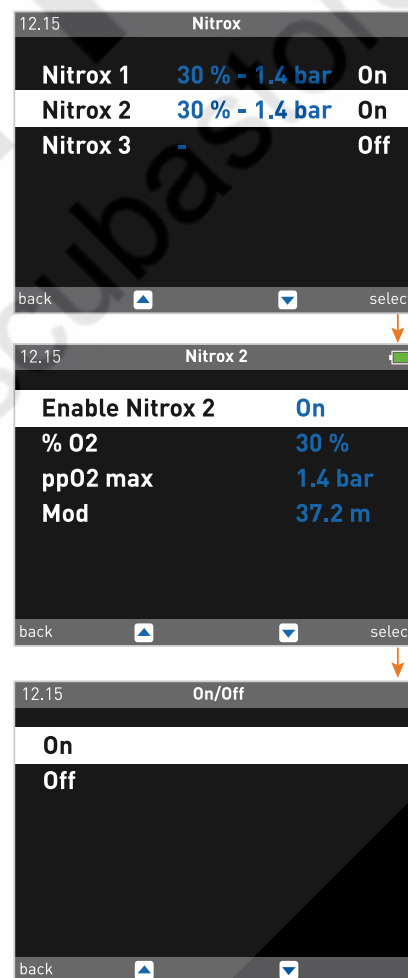 12.15 Nitrox
Nitrox 1 30 % - 1.4 bar On
Nitrox 2 30 % - 1.4 bar On
Nitrox 3 - Off
back select
12.15 Nitrox 2
Enable Nitrox 2 On
% O2 30 %
ppO2 max 1.4 bar
Mod 37.2 m
back selec
12.15 On/Off
On
Off
back
scubastor